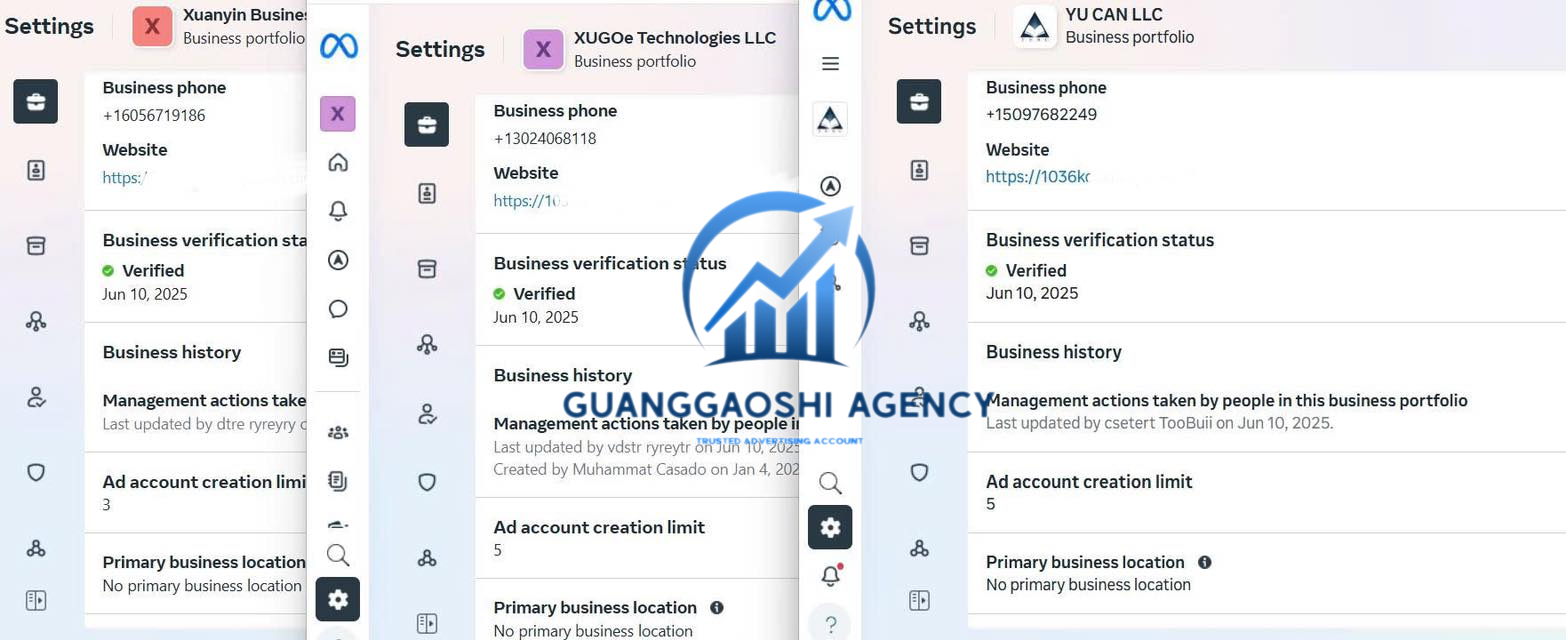 Settings
X
Xuanyin Busines
Business portfolio
Business phone
+16056719186
Website
https:/
Business verification sta
Verified
Jun 10, 2025
Business history
Management actions take
Last updated by dtre ryreyry o
Ad account creation limi
3
Primary business location
No primary business location
X
Settings
X
XUGOe Technologies LLC
Business portfolio
Business phone
+13024068118
Website
https://10
Business verification status
Verified
Jun 10, 2025
Business history
Management actions taken by people in
Last updated by vdstr ryreytr on Jun 10, 2025
Created by Muhammat Casado on Jan 4, 202
Ad account creation limit
5
Primary business location
No primary business location
Settings
YU CAN LLC
Business portfolio
Business phone
+15097682249
Website
https://1036k
Business verification status
Verified
Jun 10, 2025
Business history
Management actions taken by people in this business portfolio
Last updated by csetert TooBuii on Jun 10, 2025.
Ad account creation limit
5
Primary business location
No primary business location
GUANGGAOSHI AGENCY
TRUSTED ADVERTISING ACCOUNT